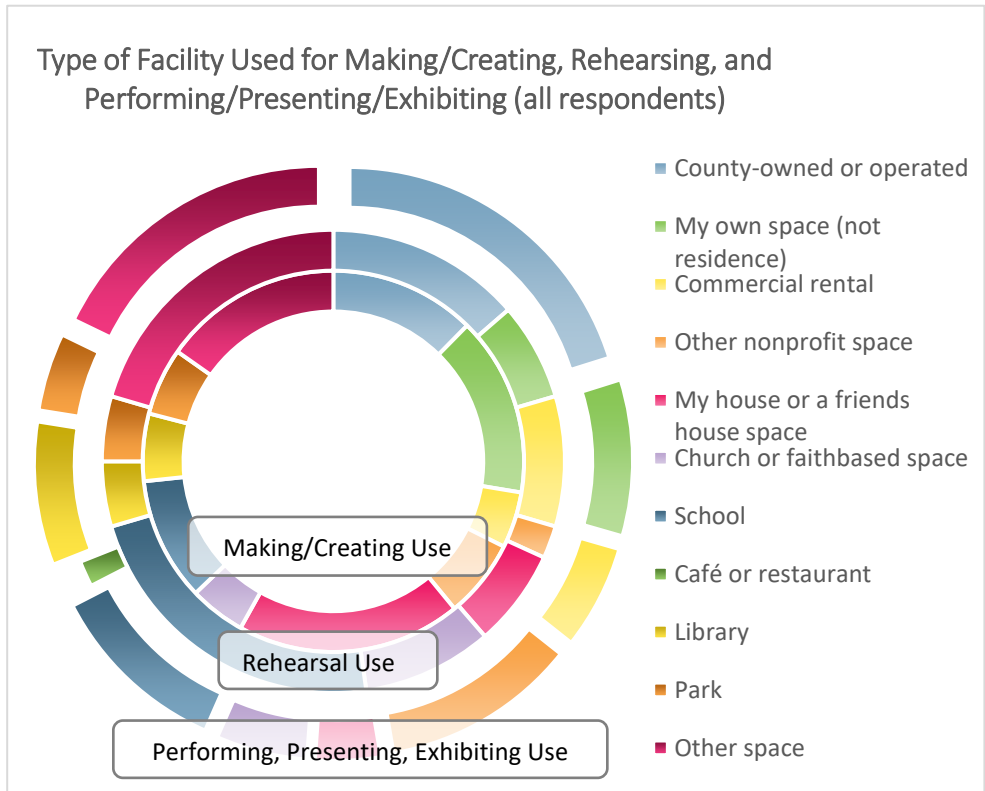 Type of Facility Used for Making/Creating, Rehearsing, and
Performing/Presenting/Exhibiting (all respondents)
County-owned or operated
My own space (not
residence)
Commercial rental
Other nonprofit space
My house or a friends
house space
Church or faithbased space
School
Café or restaurant
Library
Park
Other space
Making/Creating Use
Rehearsal Use
Performing, Presenting, Exhibiting Use